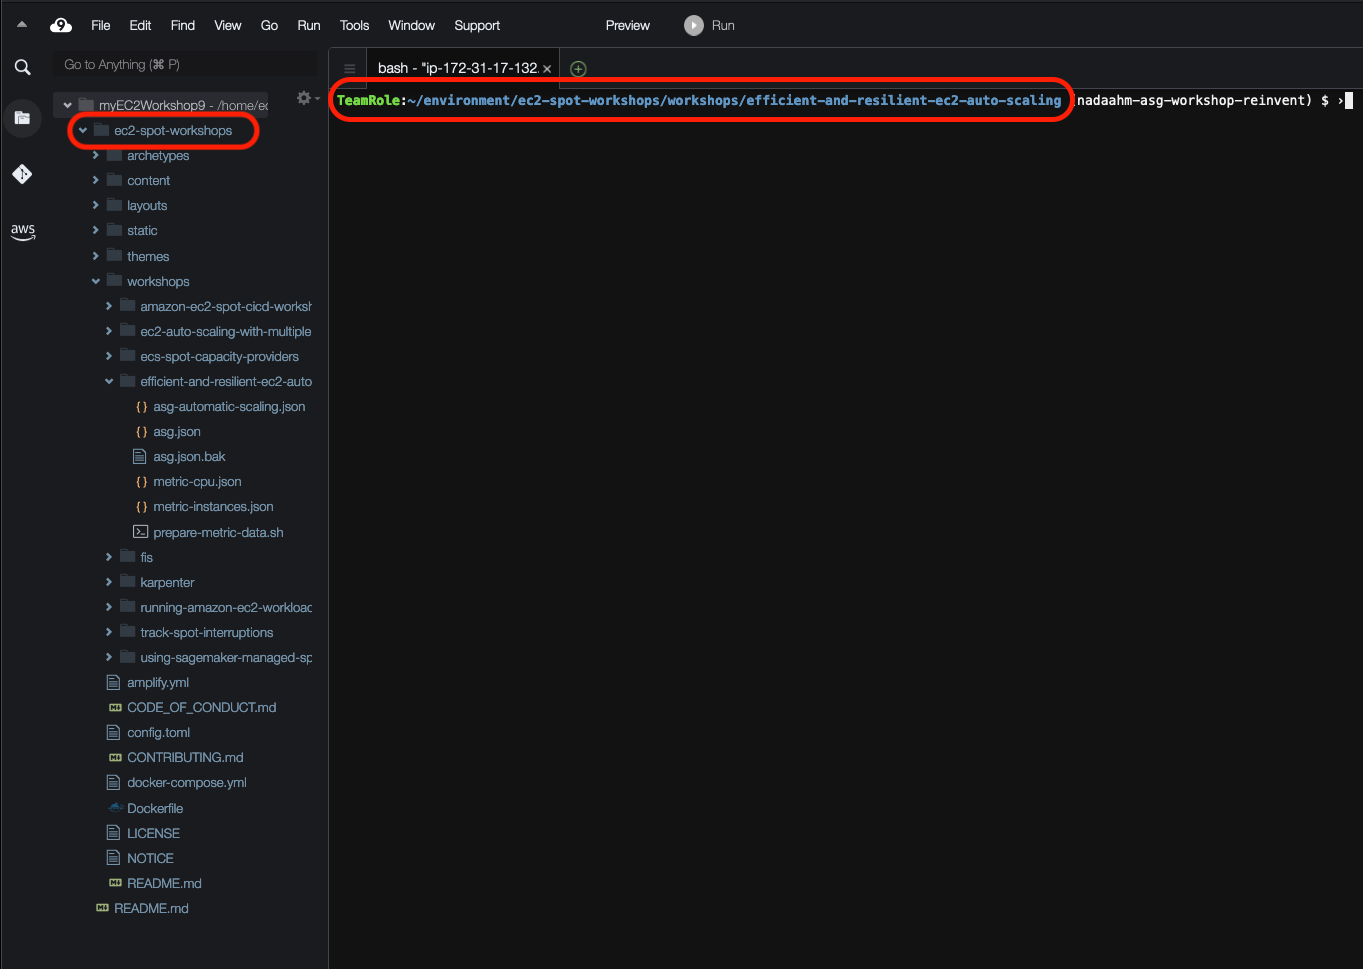 File Edit Find View Go Run Tools Window Support Preview Run
Go to Anything (⌘ P)
bash - "ip-172-31-17-132.
TeamRole:~/environment/ec2-spot-workshops/workshops/efficient-and-resilient-ec2-auto-scaling (nadaahm-asg-workshop-reinvent) $ ›
myEC2Workshop9 - /home/ec
ec2-spot-workshops
archetypes
content
layouts
static
themes
workshops
amazon-ec2-spot-cicd-worksh
ec2-auto-scaling-with-multiple
ecs-spot-capacity-providers
efficient-and-resilient-ec2-auto
{ } asg-automatic-scaling.json
{ } asg.json
asg.json.bak
{ } metric-cpu.json
{ } metric-instances.json
prepare-metric-data.sh
fis
karpenter
running-amazon-ec2-workloac
track-spot-interruptions
using-sagemaker-managed-sp
amplify.yml
CODE_OF_CONDUCT.md
config.toml
CONTRIBUTING.md
docker-compose.yml
Dockerfile
LICENSE
NOTICE
README.md
README.md
aws